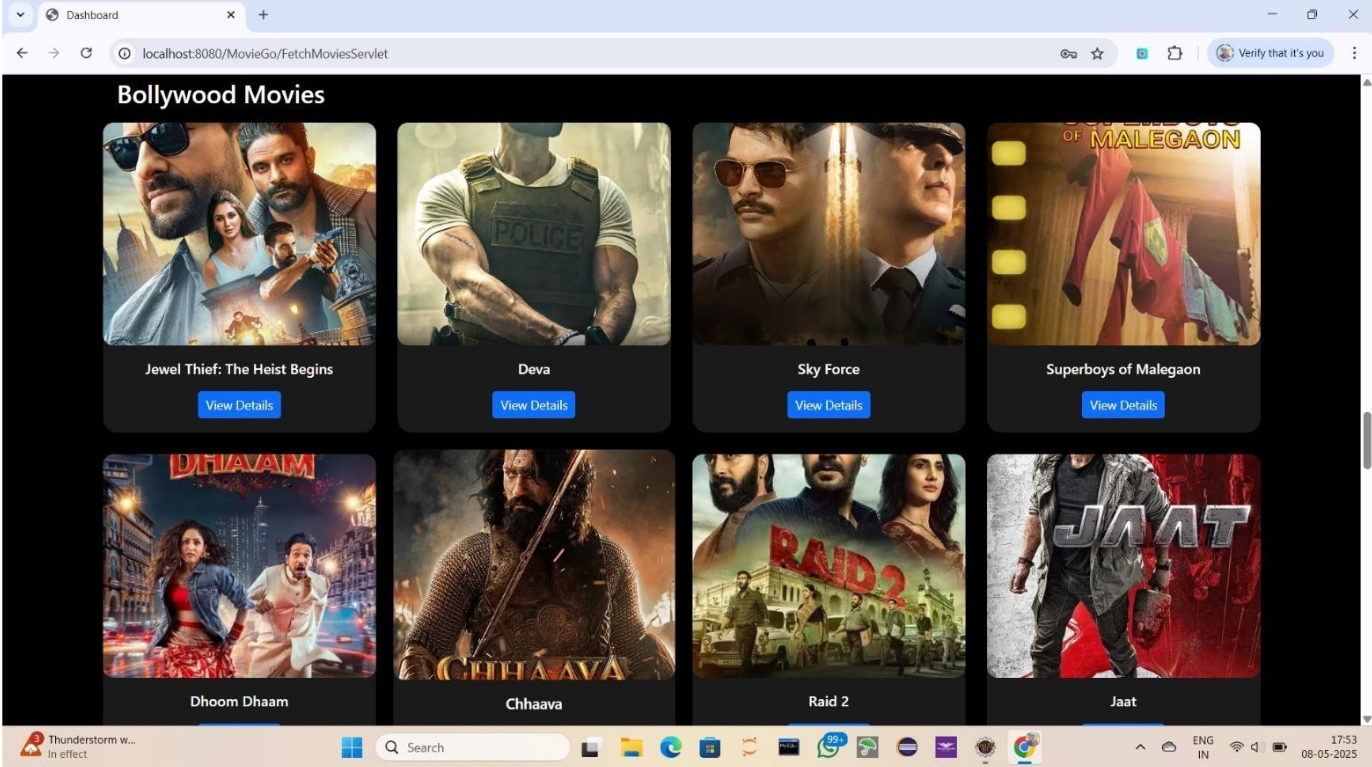 Dashboard
localhost:8080/MovieGo/FetchMoviesServlet
Verify that it's you
Bollywood Movies
POLICE
OF MALEGAON
Jewel Thief: The Heist Begins
Deva
Sky Force
Superboys of Malegaon
View Details
View Details
View Details
View Details
DHAAM
CHHAAVA
RAID 2
JAAT
Dhoom Dhaam
Chhaava
Raid 2
Jaat
3
Thunderstorm w...
In effect
Search
99+
ENG
IN
17:53
08-05-2025